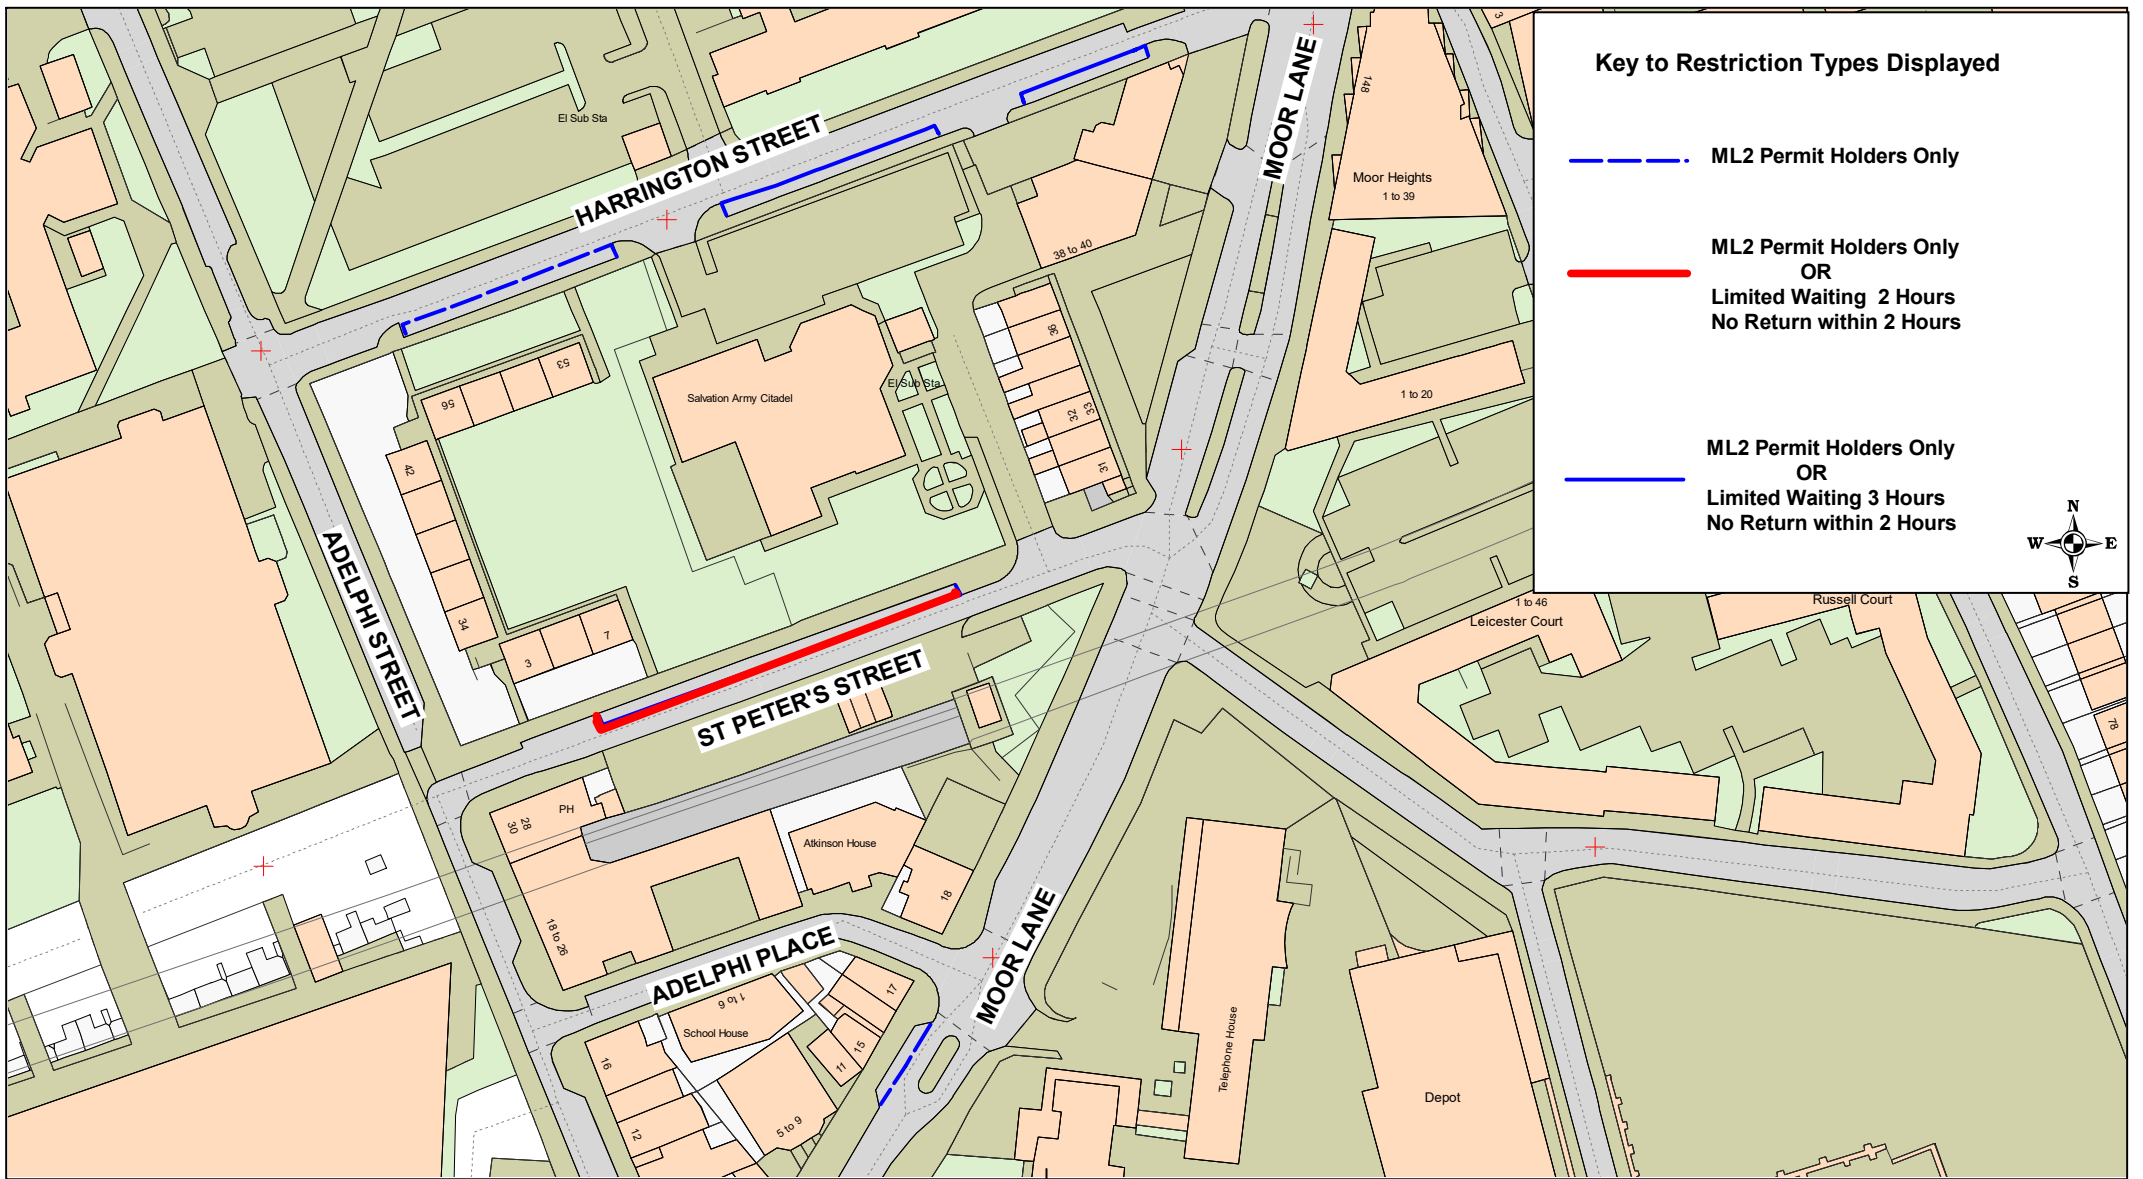 Key to Restriction Types Displayed
ML2 Permit Holders Only
ML2 Permit Holders Only
OR
Limited Waiting 2 Hours
No Return within 2 Hours
ML2 Permit Holders Only
OR
Limited Waiting 3 Hours
No Return within 2 Hours
N
W E
S
HARRINGTON STREET
MOOR LANE
ADELPHI STREET
ST PETER'S STREET
ADELPHI PLACE
MOOR LANE
El Sub Sta
3
148
Moor Heights
1 to 39
38 to 40
36
33
32
31
1 to 20
53
56
Salvation Army Citadel
El Sub Sta
42
34
7
3
1 to 46
Leicester Court
Russell Court
78
PH
28
30
Atkinson House
18
18 to 26
1 to 6
School House
17
15
11
16
12
5 to 9
Telephone House
Depot